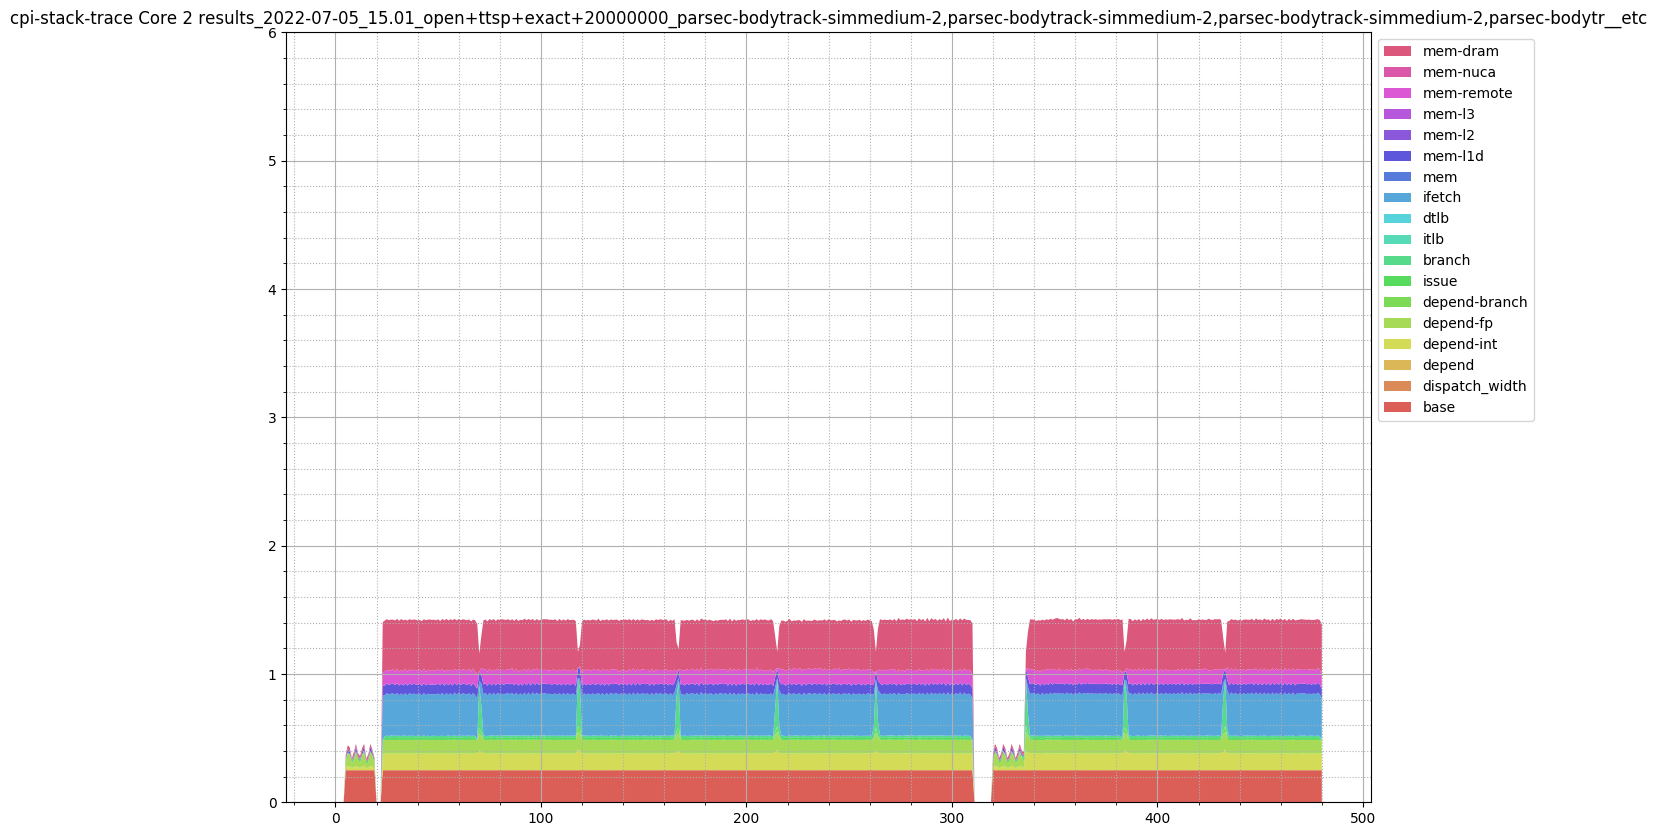 cpi-stack-trace Core 2 results_2022-07-05_15.01_open+ttsp+exact+20000000_parsec-bodytrack-simmedium-2,parsec-bodytrack-simmedium-2,parsec-bodytrack-simmedium-2,parsec-bodytr__etc
6
5
4
3
2
1
0
0 100 200 300 400 500
mem-dram
mem-nuca
mem-remote
mem-l3
mem-l2
mem-l1d
mem
ifetch
dtlb
itlb
branch
issue
depend-branch
depend-fp
depend-int
depend
dispatch_width
base